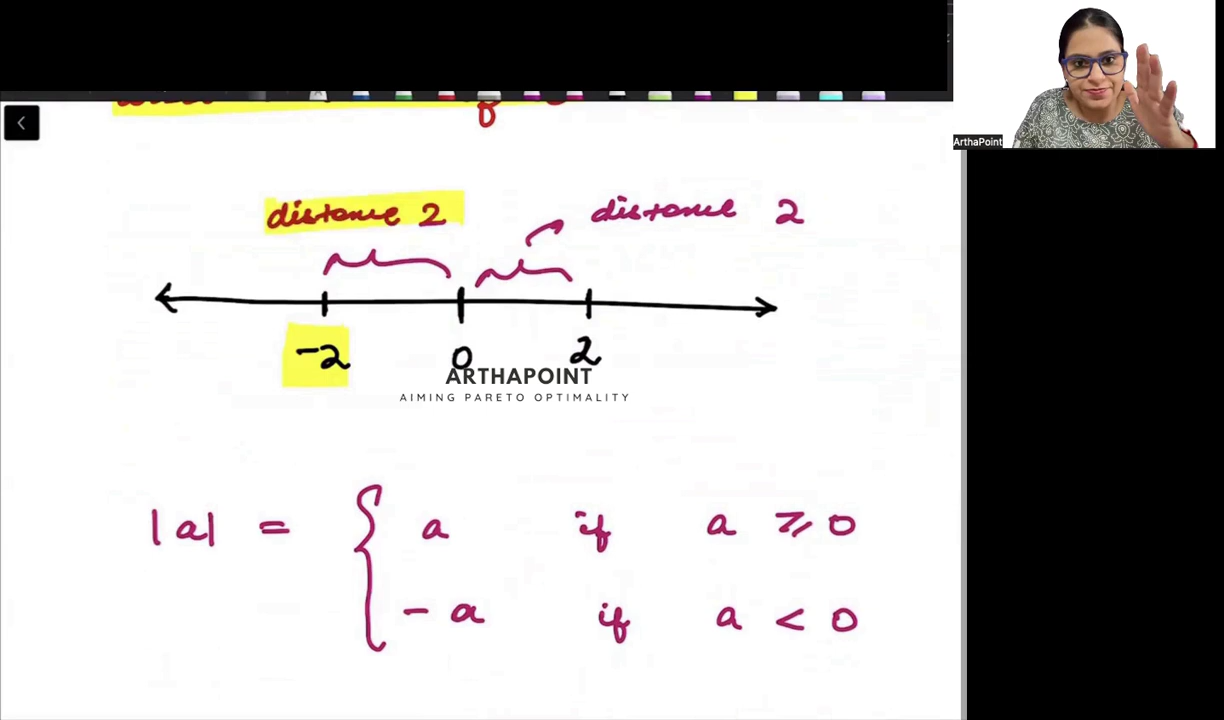 ArthaPoint
distance 2
distance 2
-2 0 2
ARTHAPOINT
AIMING PARETO OPTIMALITY
|a| = { a if a ≥ 0
- a if a < 0